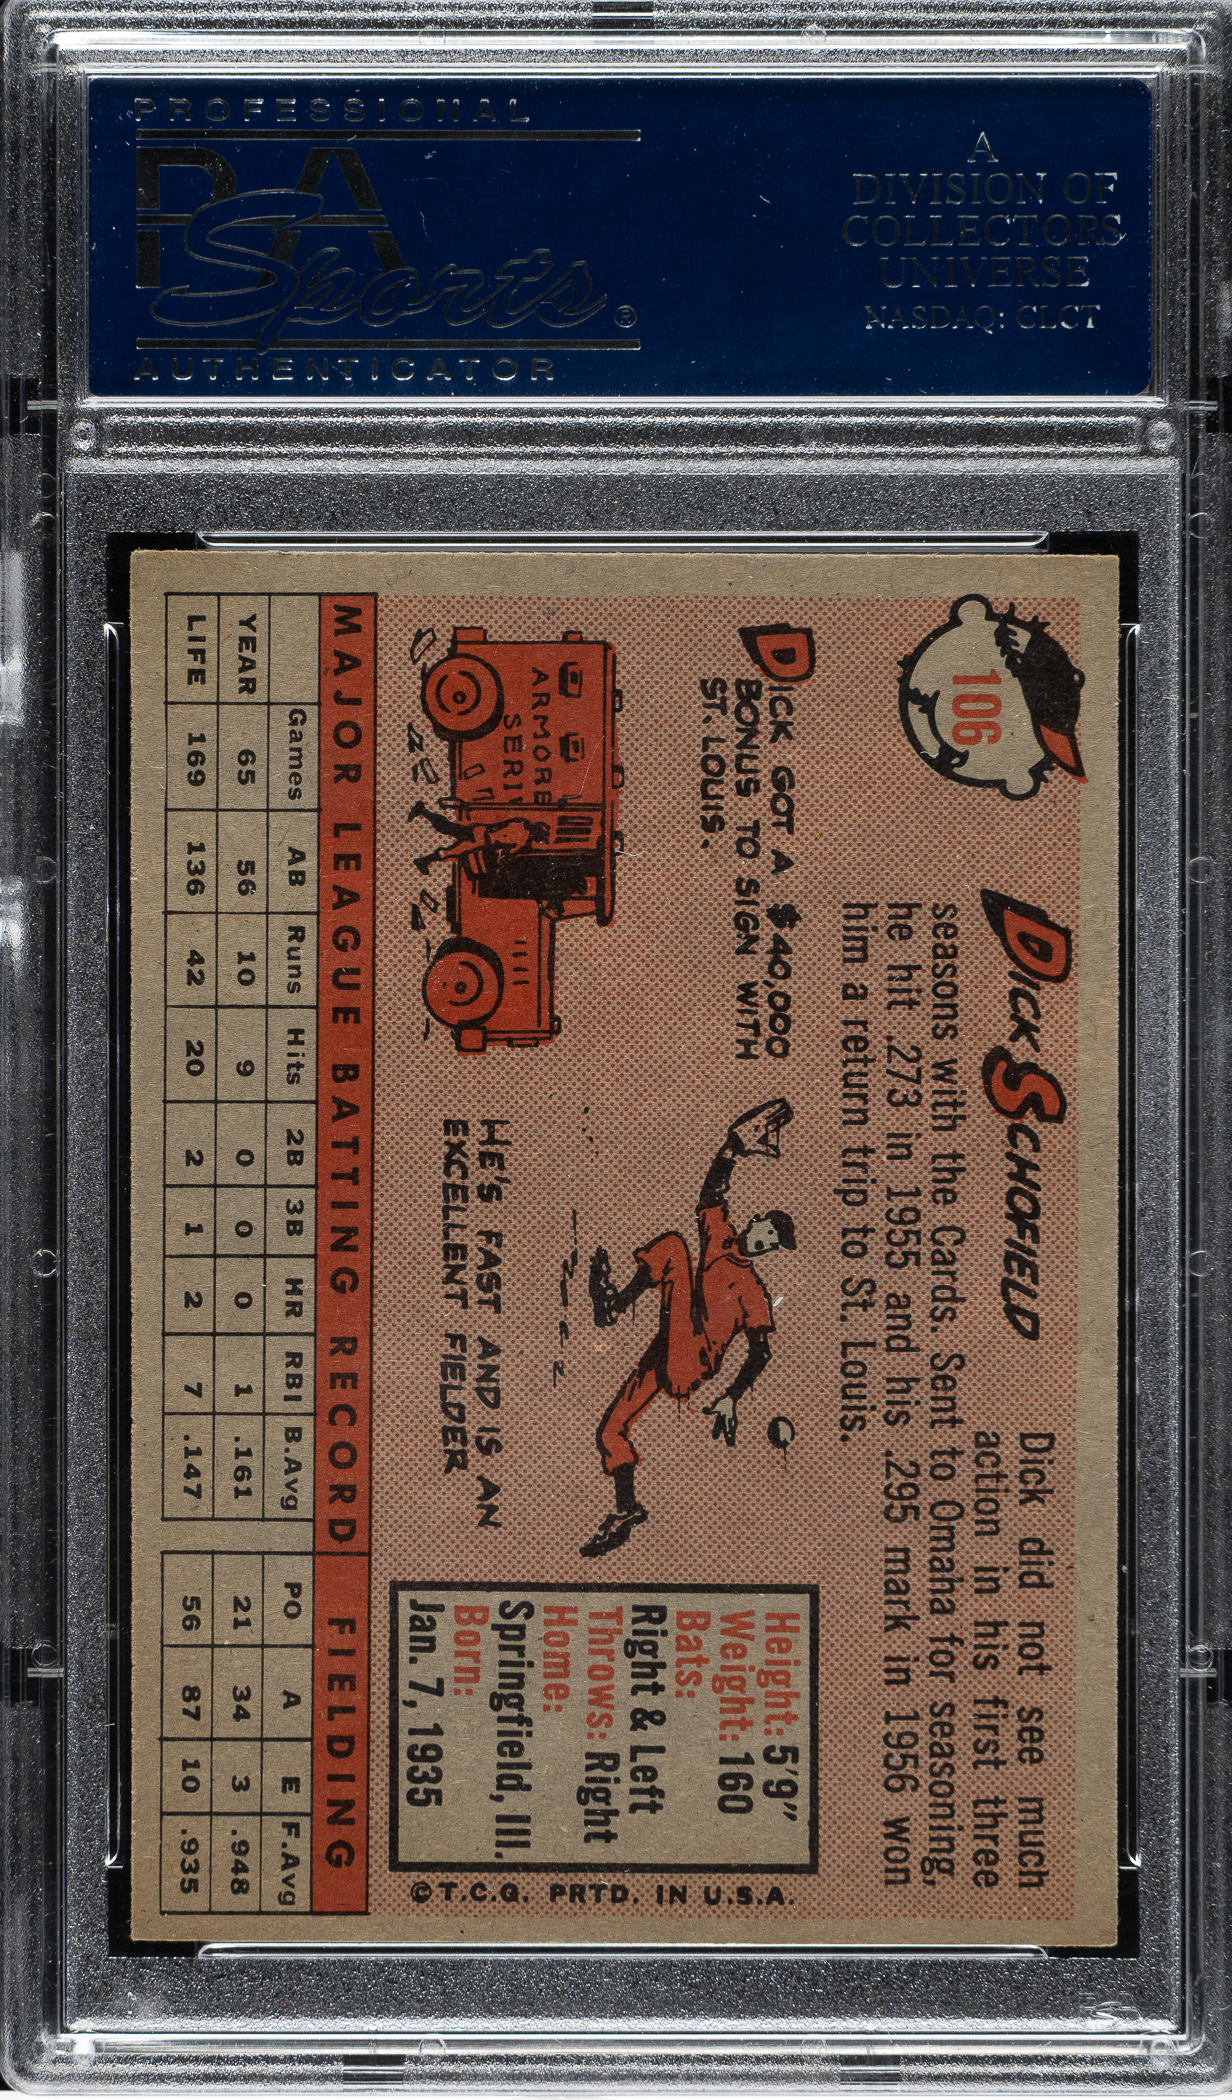 PROFESSIONAL
PSA
Sports®
AUTHENTICATOR
A
DIVISION OF
COLLECTORS
UNIVERSE
NASDAQ: CLCT
106
DICK SCHOFIELD
Dick did not see much
action in his first three
seasons with the Cards. Sent to Omaha for seasoning,
he hit .273 in 1955 and his .295 mark in 1956 won
him a return trip to St. Louis.
DICK GOT A $40,000
BONUS TO SIGN WITH
ST. LOUIS.
ARMORE
SERV
HE'S FAST AND IS AN
EXCELLENT FIELDER
Height: 5'9"
Weight: 160
Bats:
Right & Left
Throws: Right
Home:
Springfield, Ill.
Born:
Jan. 7, 1935
© T.C.G. PRTD. IN U.S.A.
MAJOR LEAGUE BATTING RECORD FIELDING
Games AB Runs Hits 2B 3B HR RBI B.Avg PO A E F.Avg
YEAR 65 56 10 9 0 0 0 1 .161 21 34 3 .948
LIFE 169 136 42 20 2 1 2 7 .147 56 87 10 .935